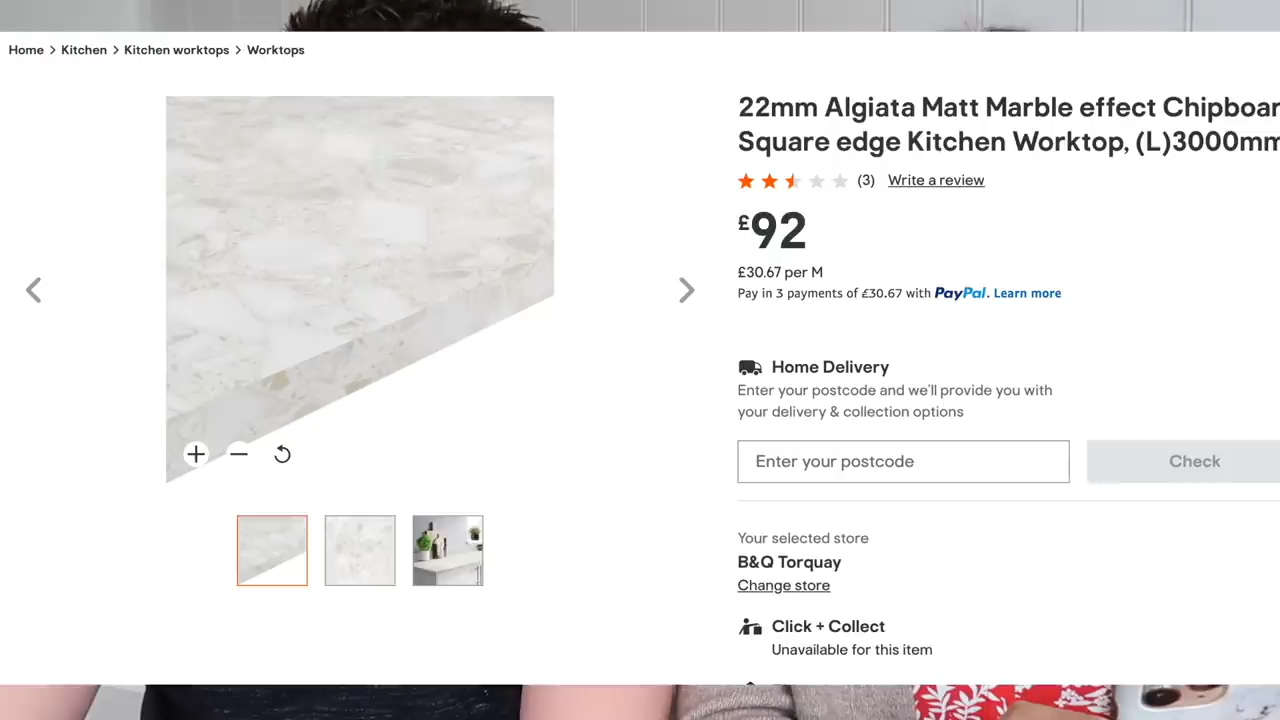 Home > Kitchen > Kitchen worktops > Worktops
22mm Algiata Matt Marble effect Chipboar
Square edge Kitchen Worktop, (L)3000mm
(3) Write a review
£92
£30.67 per M
Pay in 3 payments of £30.67 with PayPal. Learn more
Home Delivery
Enter your postcode and we'll provide you with
your delivery & collection options
Enter your postcode Check
Your selected store
B&Q Torquay
Change store
Click + Collect
Unavailable for this item